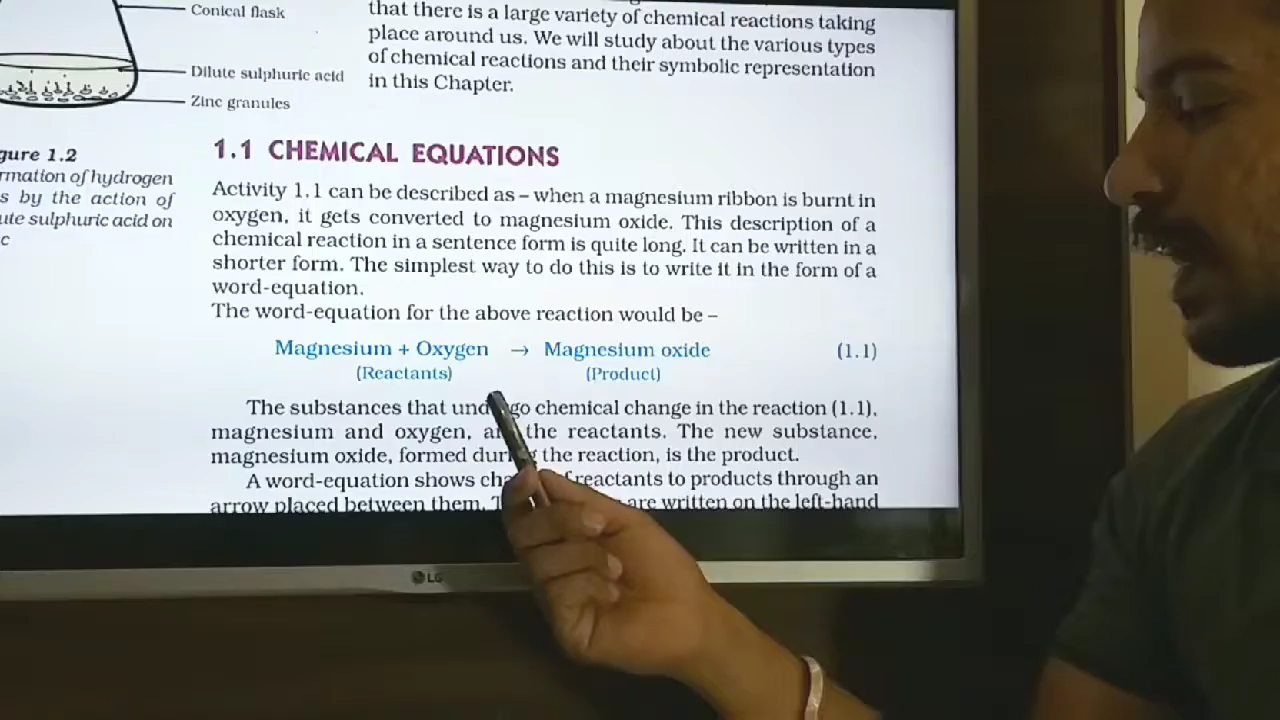 Conical flask
Dilute sulphuric acid
Zinc granules
that there is a large variety of chemical reactions taking
place around us. We will study about the various types
of chemical reactions and their symbolic representation
in this Chapter.
gure 1.2
rmation of hydrogen
s by the action of
ute sulphuric acid on
c
1.1 CHEMICAL EQUATIONS
Activity 1.1 can be described as – when a magnesium ribbon is burnt in
oxygen, it gets converted to magnesium oxide. This description of a
chemical reaction in a sentence form is quite long. It can be written in a
shorter form. The simplest way to do this is to write it in the form of a
word-equation.
The word-equation for the above reaction would be –
Magnesium + Oxygen → Magnesium oxide (1.1)
(Reactants) (Product)
The substances that und go chemical change in the reaction (1.1),
magnesium and oxygen, a the reactants. The new substance,
magnesium oxide, formed duri the reaction, is the product.
A word-equation shows ch f reactants to products through an
arrow placed between them. T are written on the left-hand
LG